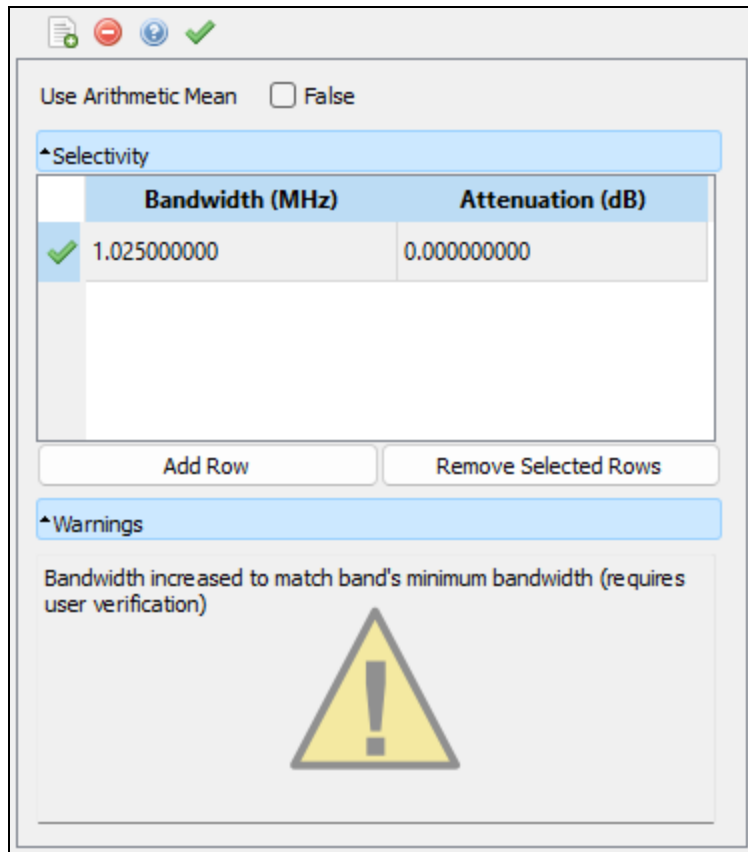 Use Arithmetic Mean False
Selectivity
Bandwidth (MHz) Attenuation (dB)
1.025000000 0.000000000
Add Row Remove Selected Rows
Warnings
Bandwidth increased to match band's minimum bandwidth (requires
user verification)